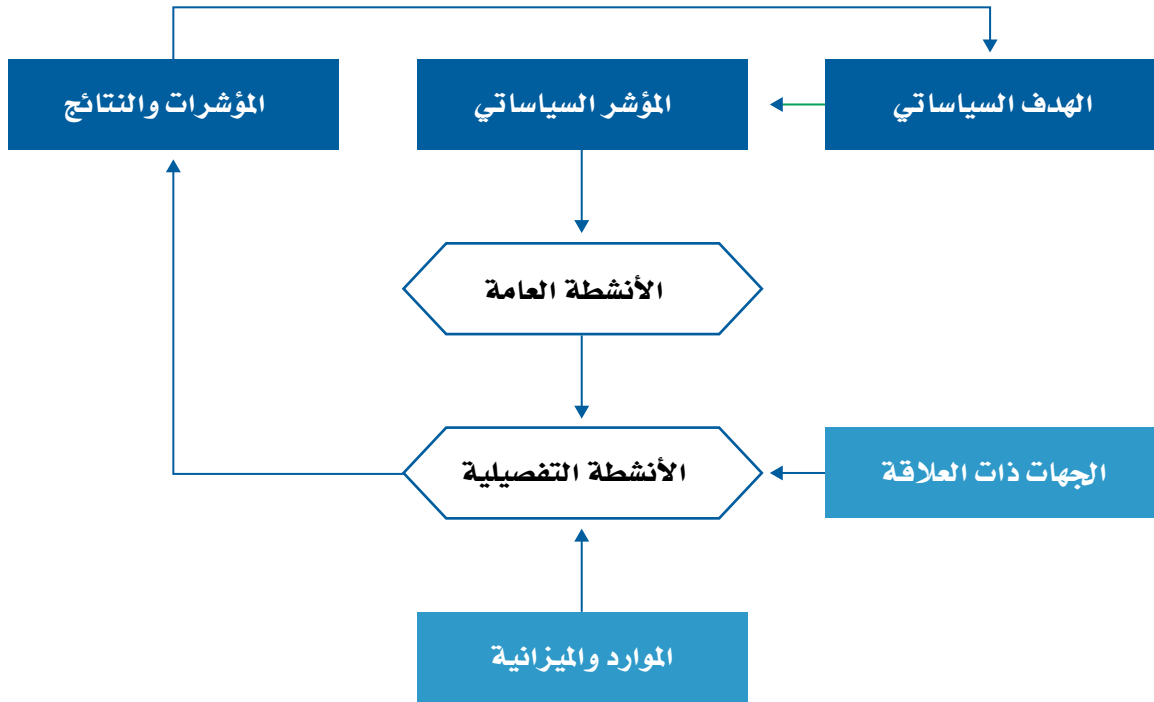 الهدف السياساتي
المؤشر السياساتي
المؤشرات والنتائج
الأنشطة العامة
الجهات ذات العلاقة
الأنشطة التفصيلية
الموارد والميزانية